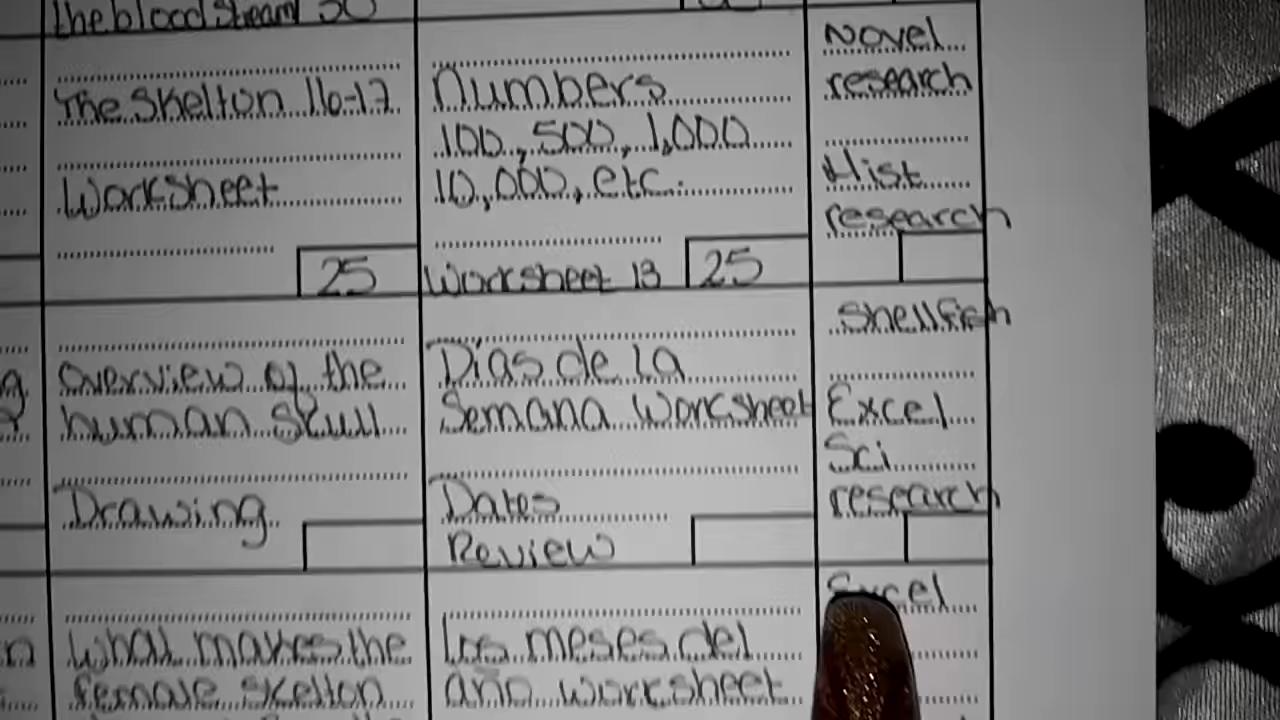 the bloodstream 50
The Skelton 16-17
Worksheet
25
Numbers
100, 500, 1,000
10,000, etc.
Worksheet 13
25
Novel
research
Hist
research
Overview of the
human Skull
Drawing
Días de la
Semana Worksheet
Dates
Review
Shellfish
Excel
Sci
research
What makes the
female skelton
Los meses del
año worksheet
Excel